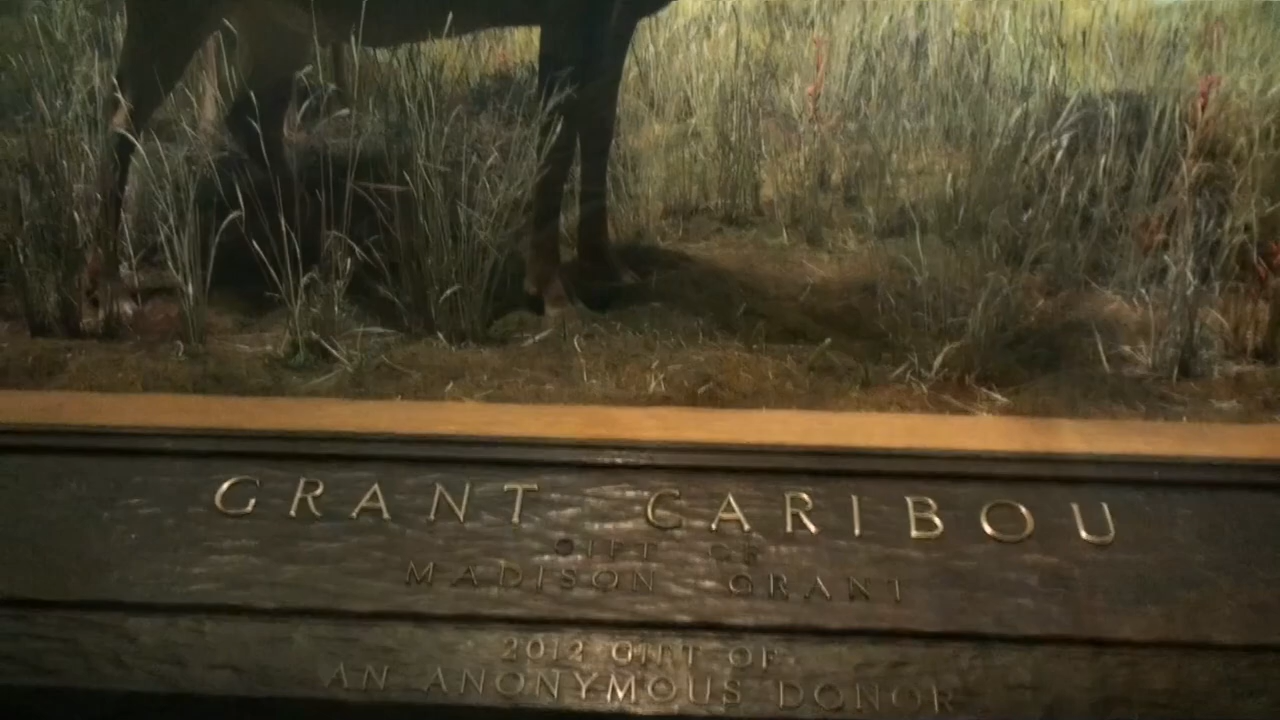 GRANT CARIBOU
GIFT OF
MADISON GRANT
2012 GIFT OF
AN ANONYMOUS DONOR